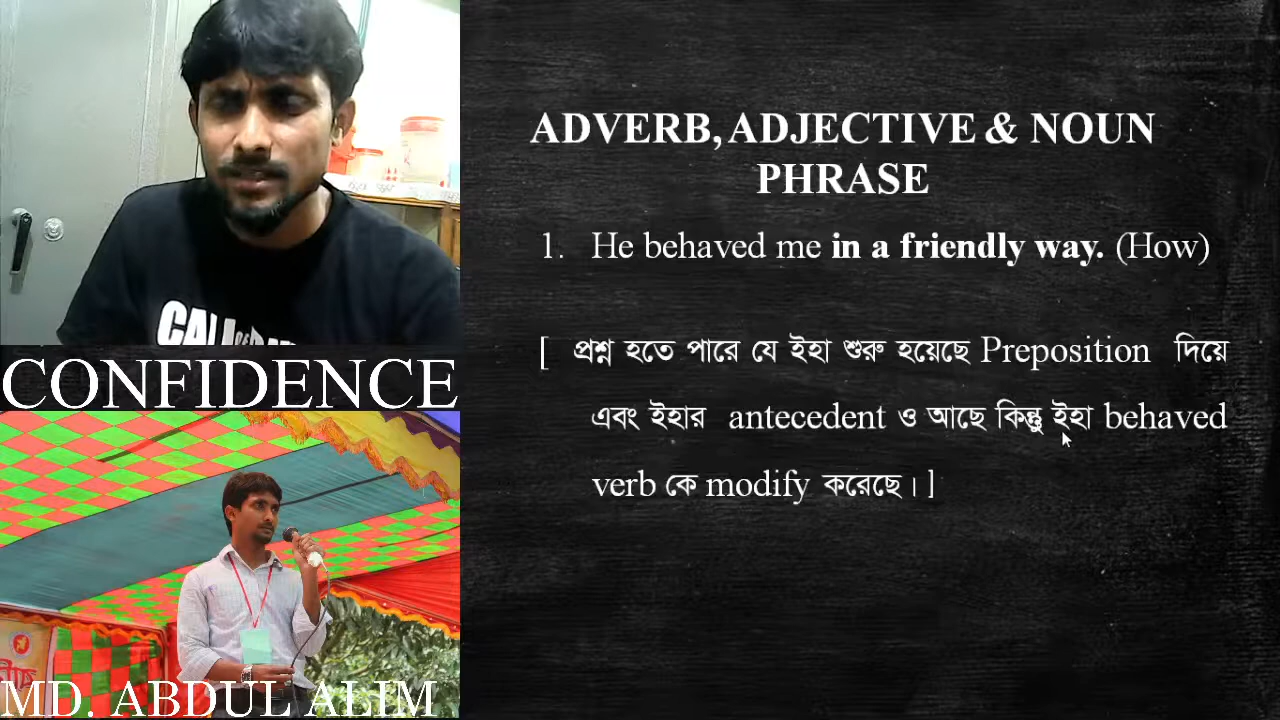 ADVERB, ADJECTIVE & NOUN
PHRASE
1. He behaved me in a friendly way. (How)
[ প্রশ্ন হতে পারে যে ইহা শুরু হয়েছে Preposition দিয়ে
এবং ইহার antecedent ও আছে কিন্তু ইহা behaved
verb কে modify করেছে। ]
CONFIDENCE
MD. ABDUL ALIM